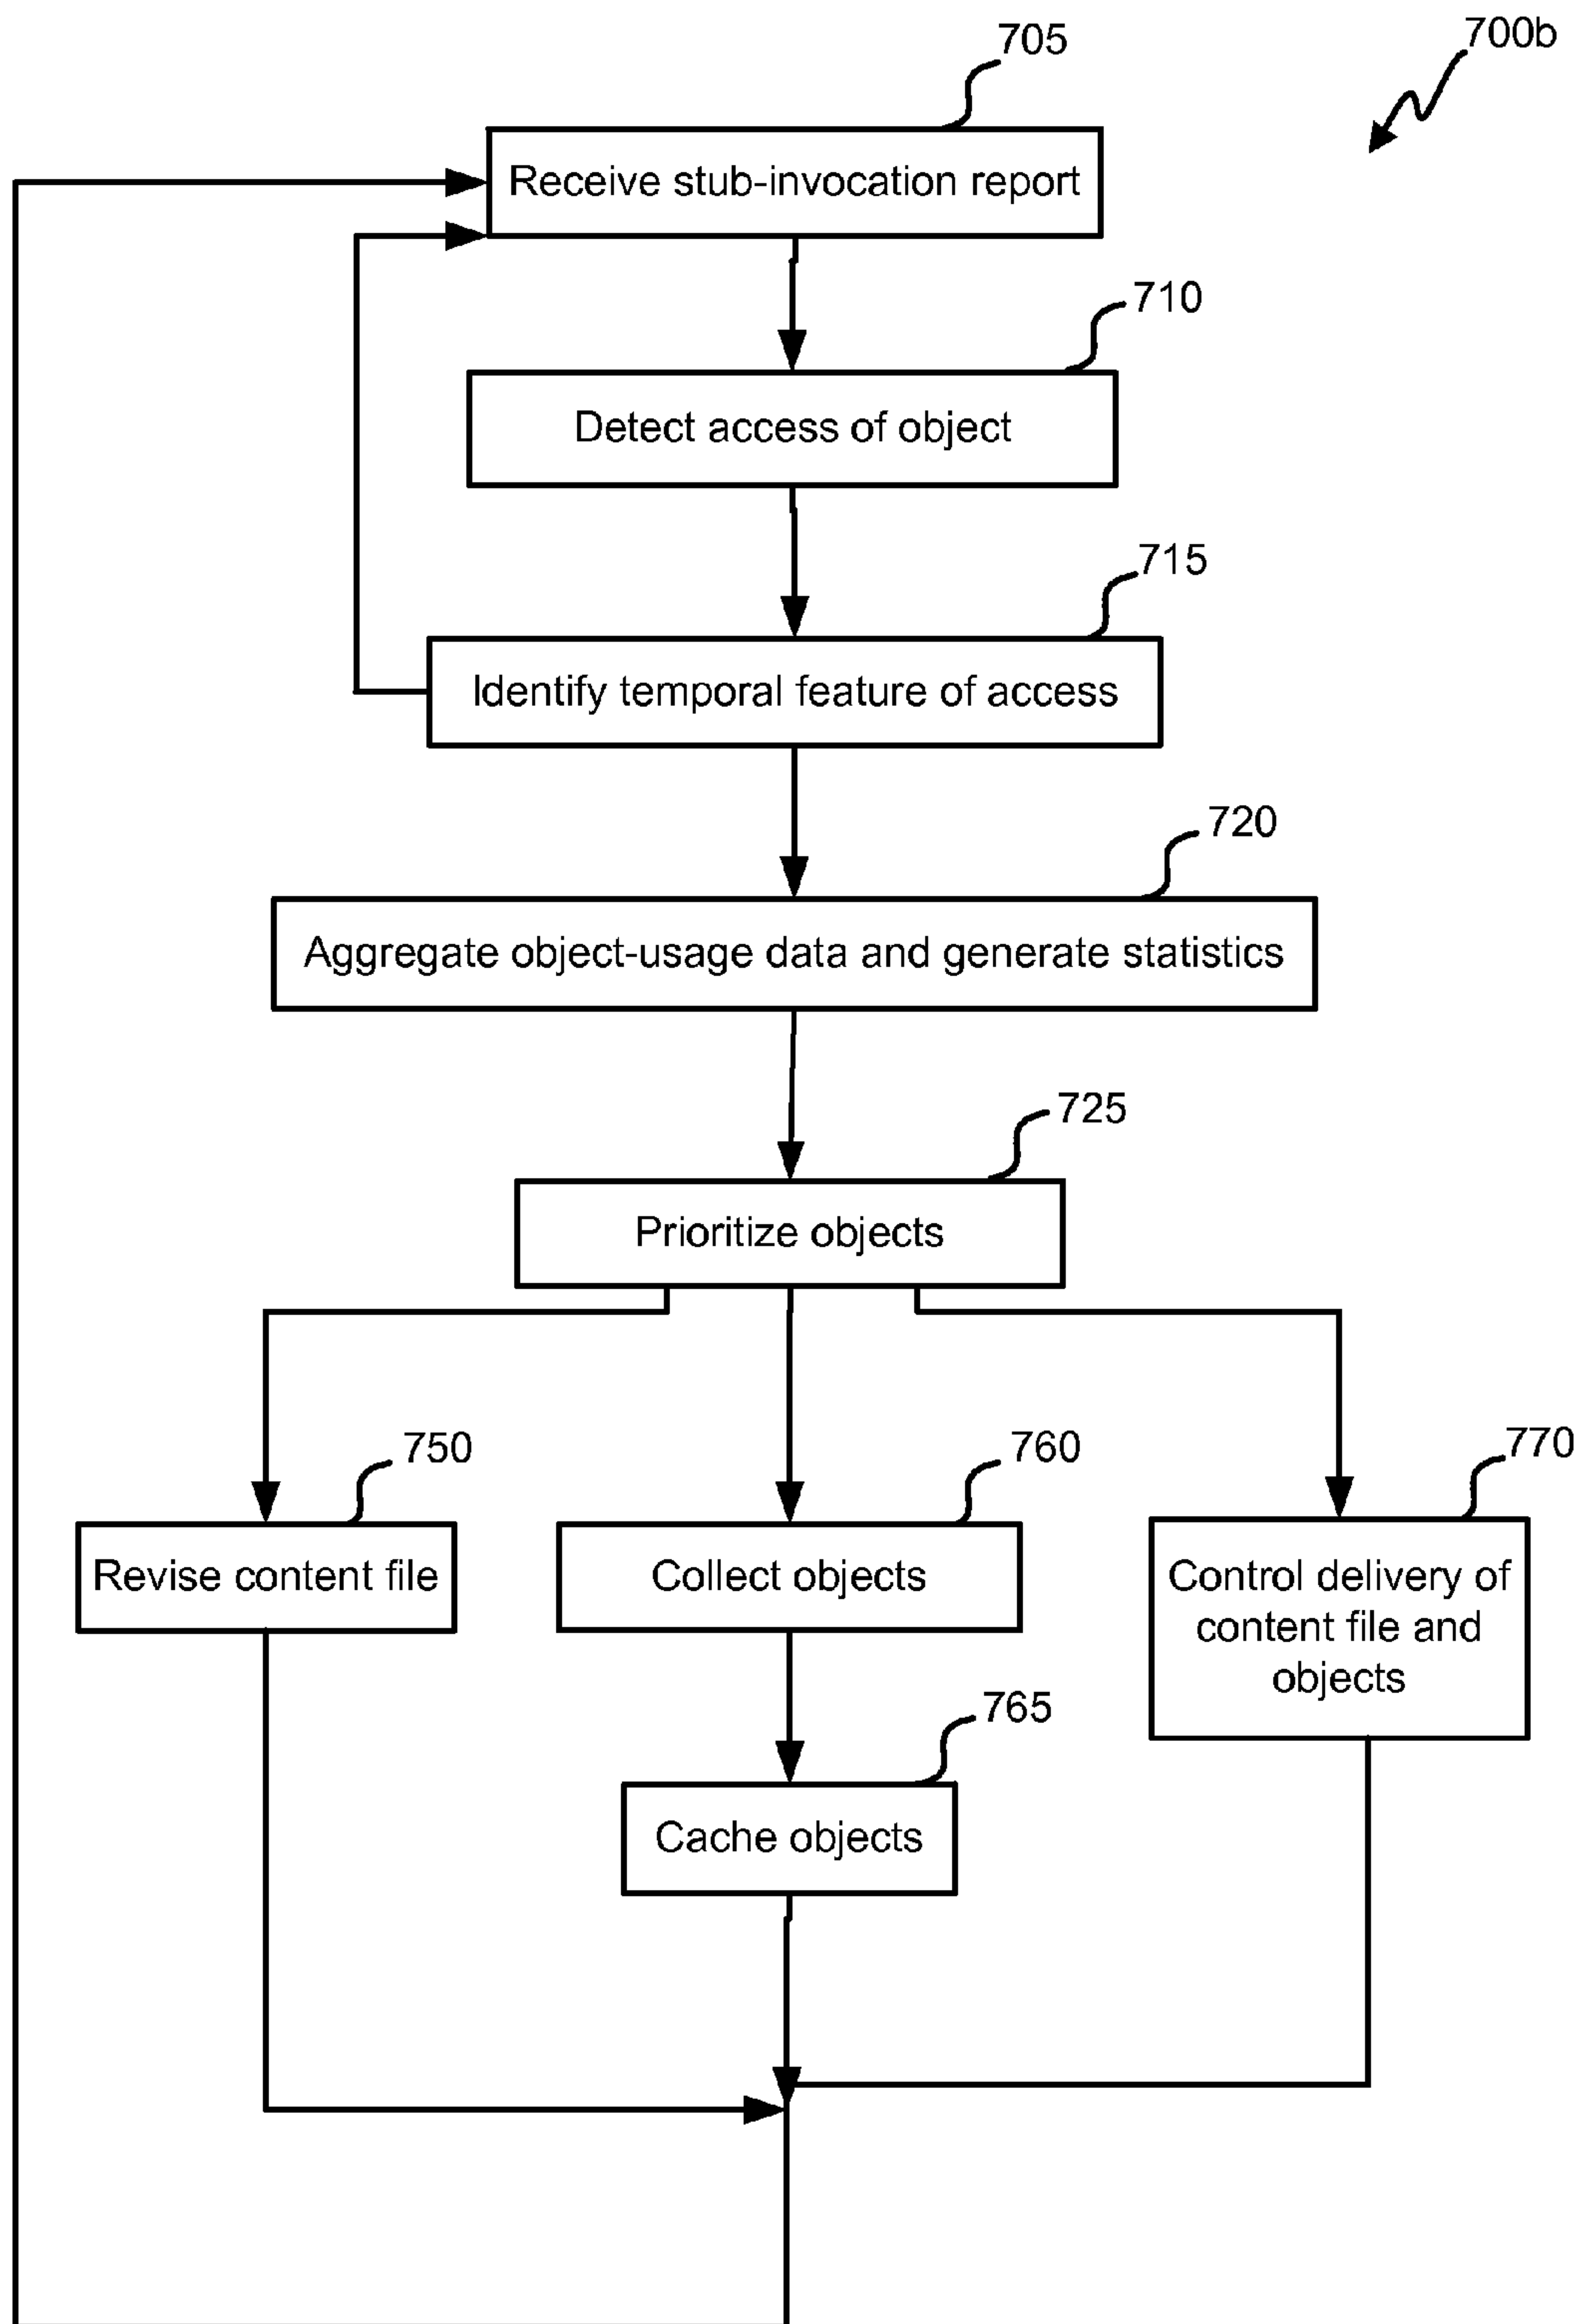 700b
705
Receive stub-invocation report
710
Detect access of object
715
Identify temporal feature of access
720
Aggregate object-usage data and generate statistics
725
Prioritize objects
750
Revise content file
760
Collect objects
770
Control delivery of
content file and
objects
765
Cache objects